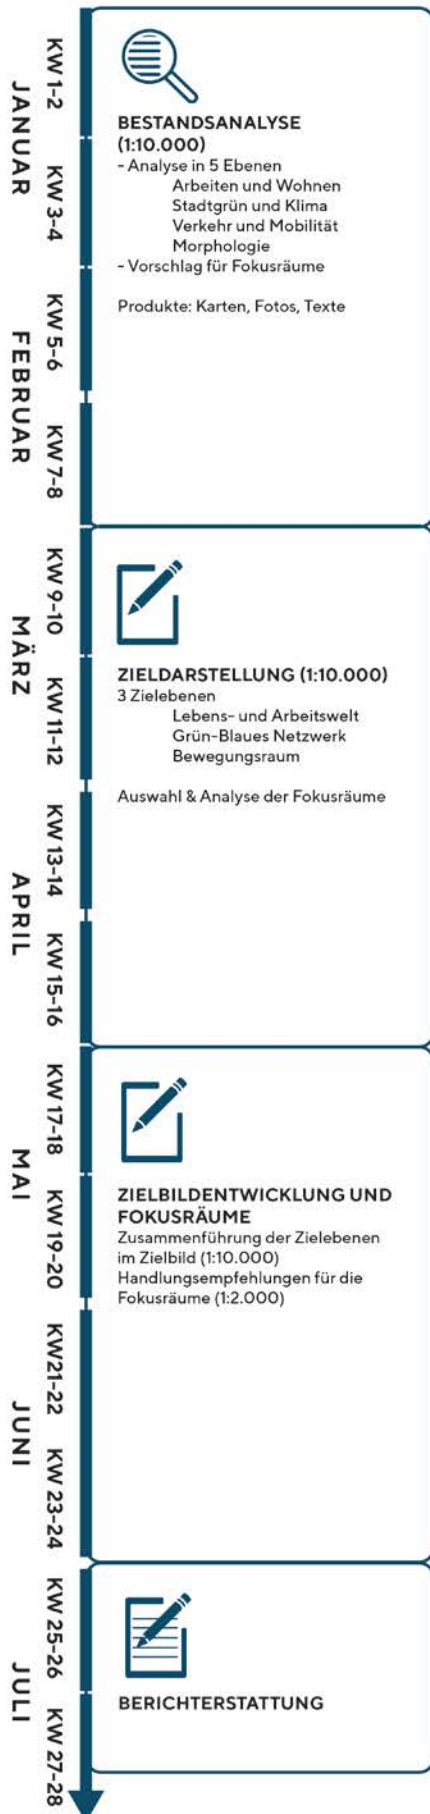 JANUAR
KW 1-2
KW 3-4
BESTANDSANALYSE
(1:10.000)
- Analyse in 5 Ebenen
Arbeiten und Wohnen
Stadtgrün und Klima
Verkehr und Mobilität
Morphologie
- Vorschlag für Fokusräume
Produkte: Karten, Fotos, Texte
FEBRUAR
KW 5-6
KW 7-8
MÄRZ
KW 9-10
KW 11-12
ZIELDARSTELLUNG (1:10.000)
3 Zielebenen
Lebens- und Arbeitswelt
Grün-Blaues Netzwerk
Bewegungsraum
Auswahl & Analyse der Fokusräume
APRIL
KW 13-14
KW 15-16
MAI
KW 17-18
KW 19-20
ZIELBILDENTWICKLUNG UND
FOKUSRÄUME
Zusammenführung der Zielebenen
im Zielbild (1:10.000)
Handlungsempfehlungen für die
Fokusräume (1:2.000)
JUNI
KW21-22
KW 23-24
JULI
KW 25-26
KW 27-28
BERICHTERSTATTUNG